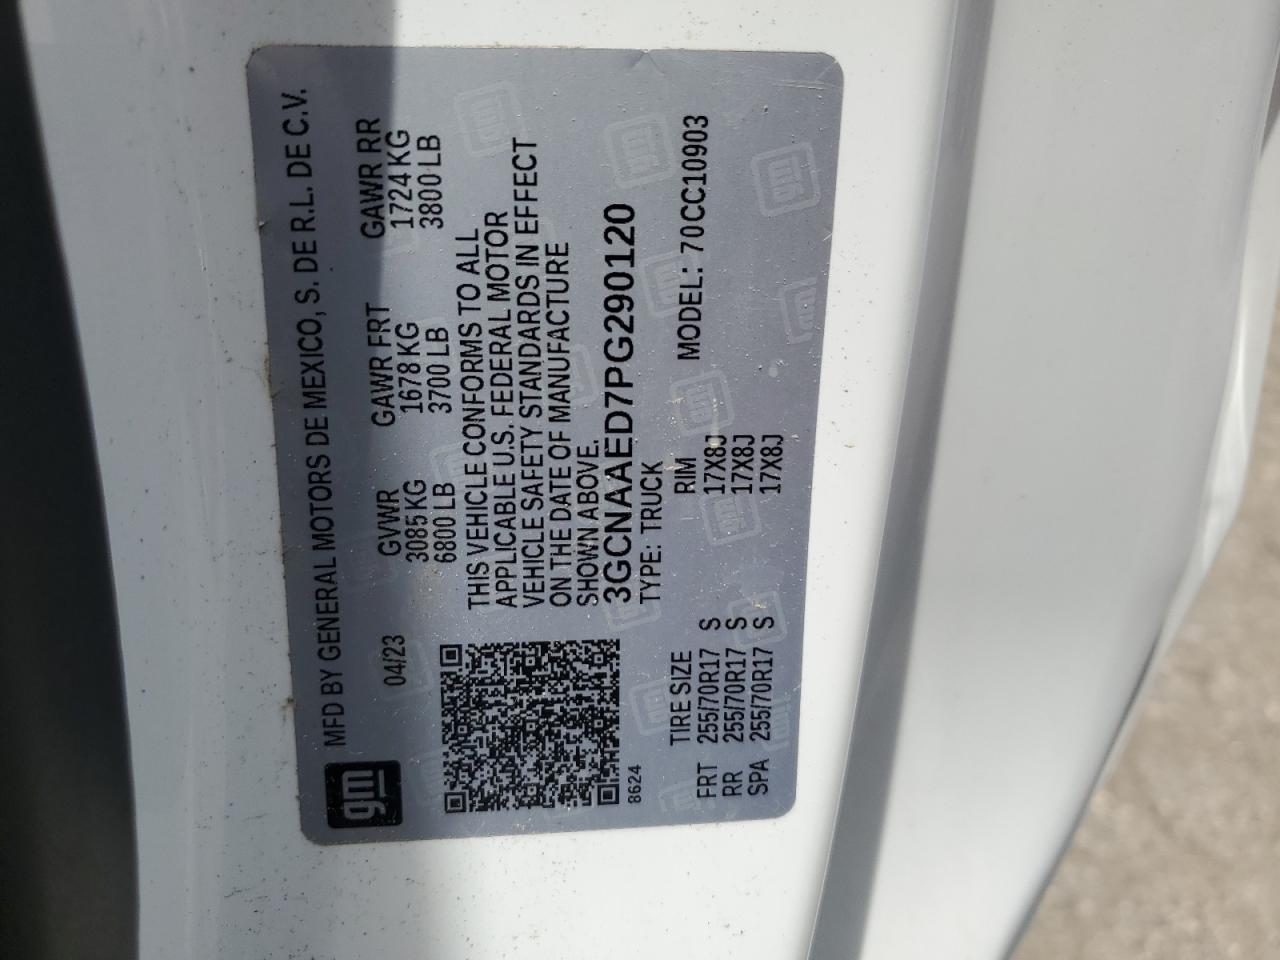 gm
MFD BY GENERAL MOTORS DE MEXICO, S. DE R.L. DE C.V.
04/23
GVWR GAWR FRT GAWR RR
3085 KG 1678 KG 1724 KG
6800 LB 3700 LB 3800 LB
THIS VEHICLE CONFORMS TO ALL
APPLICABLE U.S. FEDERAL MOTOR
VEHICLE SAFETY STANDARDS IN EFFECT
ON THE DATE OF MANUFACTURE
SHOWN ABOVE.
3GCNAAED7PG290120
8624
TYPE: TRUCK MODEL: 70CC10903
TIRE SIZE RIM
FRT 255/70R17 S 17X8J
RR 255/70R17 S 17X8J
SPA 255/70R17 S 17X8J